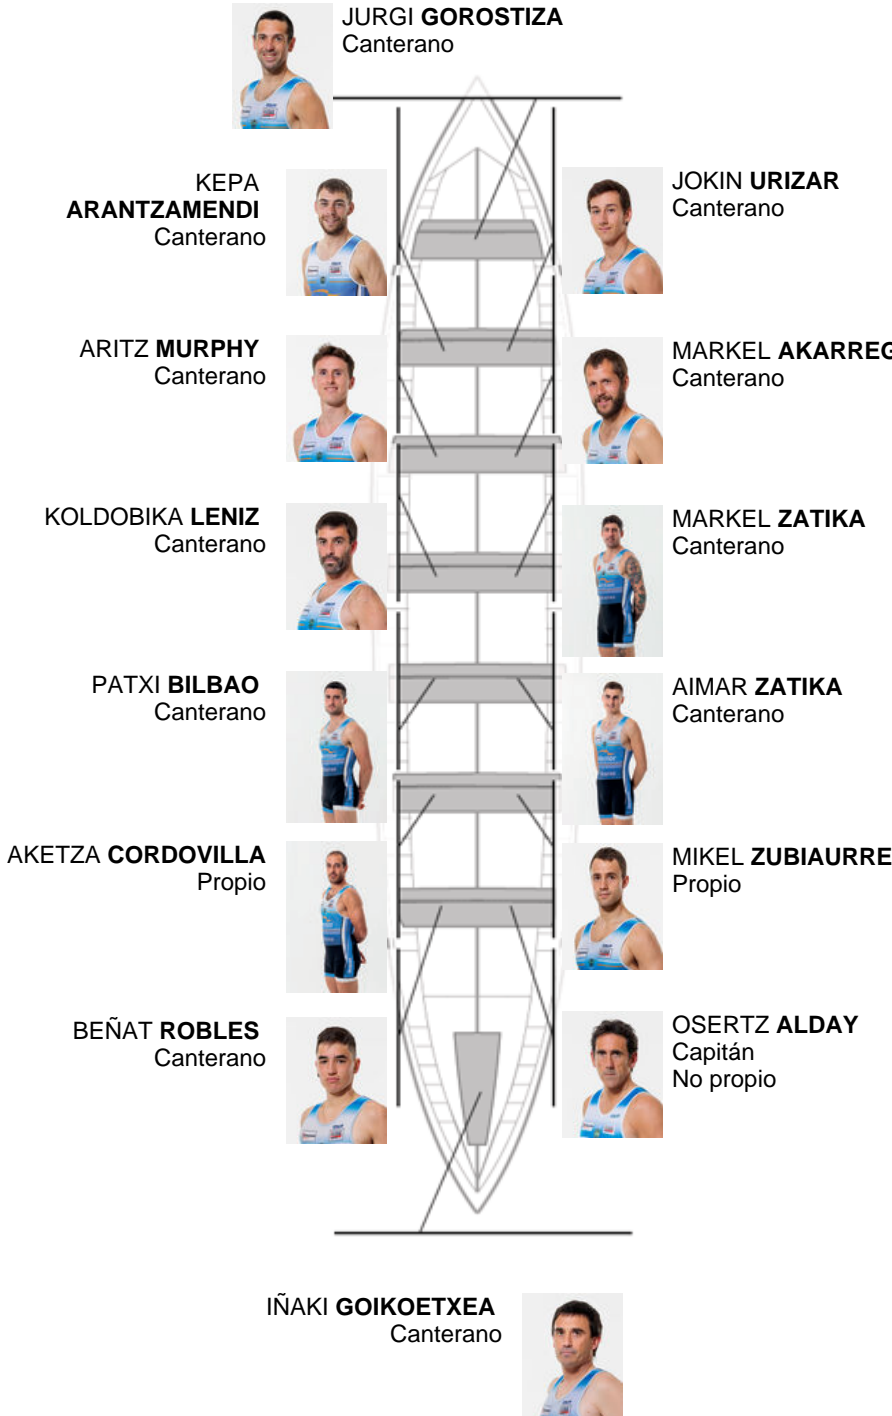 JURGI GOROSTIZA
Canterano
KEPA
ARANTZAMENDI
Canterano
JOKIN URIZAR
Canterano
ARITZ MURPHY
Canterano
MARKEL AKARREG
Canterano
KOLDOBIKA LENIZ
Canterano
MARKEL ZATIKA
Canterano
PATXI BILBAO
Canterano
AIMAR ZATIKA
Canterano
AKETZA CORDOVILLA
Propio
MIKEL ZUBIAURRE
Propio
BEÑAT ROBLES
Canterano
OSERTZ ALDAY
Capitán
No propio
IÑAKI GOIKOETXEA
Canterano